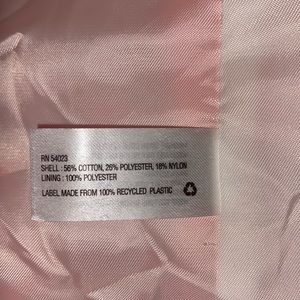 RN 54023
SHELL : 56% COTTON, 26% POLYESTER, 18% NYLON
LINING : 100% POLYESTER
LABEL MADE FROM 100% RECYCLED PLASTIC